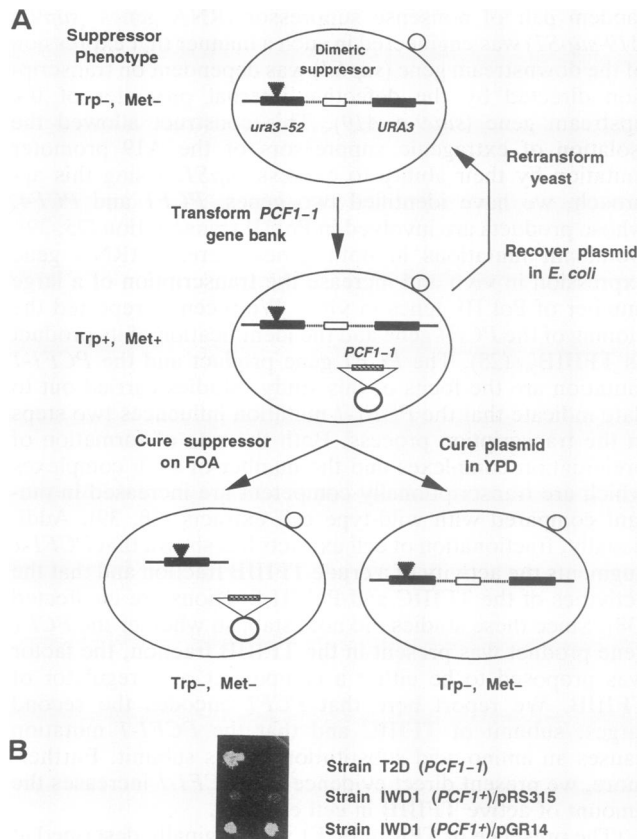 A
Suppressor
Phenotype
Trp–, Met–
Dimeric
suppressor
ura3-52
URA3
Retransform
yeast
Transform PCF1-1
gene bank
Recover plasmid
in E. coli
Trp+, Met+
PCF1-1
Cure suppressor
on FOA
Cure plasmid
in YPD
Trp–, Met–
Trp–, Met–
B
Strain T2D (PCF1-1)
Strain IWD1 (PCF1+)/pRS315
Strain IWD1 (PCF1+)/pGR14